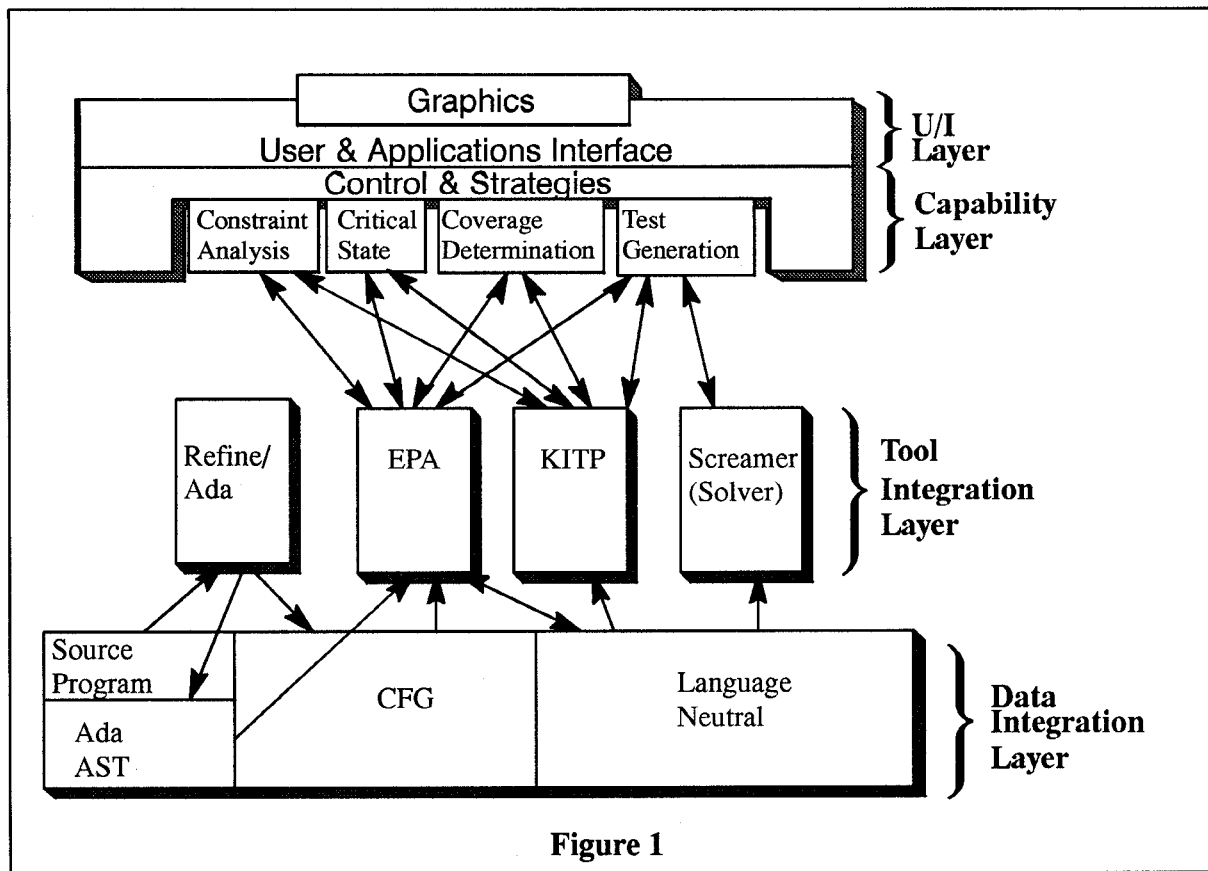 Graphics
User & Applications Interface
U/I
Layer
Control & Strategies
Constraint
Analysis
Critical
State
Coverage
Determination
Test
Generation
Capability
Layer
Refine/
Ada
EPA
KITP
Screamer
(Solver)
Tool
Integration
Layer
Source
Program
Ada
AST
CFG
Language
Neutral
Data
Integration
Layer
Figure 1